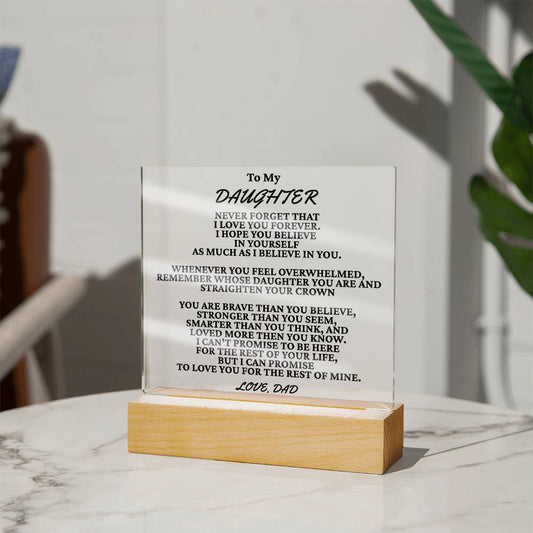 To My
DAUGHTER
NEVER FORGET THAT
I LOVE YOU FOREVER.
I HOPE YOU BELIEVE
IN YOURSELF
AS MUCH AS I BELIEVE IN YOU.
WHENEVER YOU FEEL OVERWHELMED,
REMEMBER WHOSE DAUGHTER YOU ARE AND
STRAIGHTEN YOUR CROWN
YOU ARE BRAVE THAN YOU BELIEVE,
STRONGER THAN YOU SEEM,
SMARTER THAN YOU THINK, AND
LOVED MORE THEN YOU KNOW.
I CAN'T PROMISE TO BE HERE
FOR THE REST OF YOUR LIFE,
BUT I CAN PROMISE
TO LOVE YOU FOR THE REST OF MINE.
LOVE, DAD